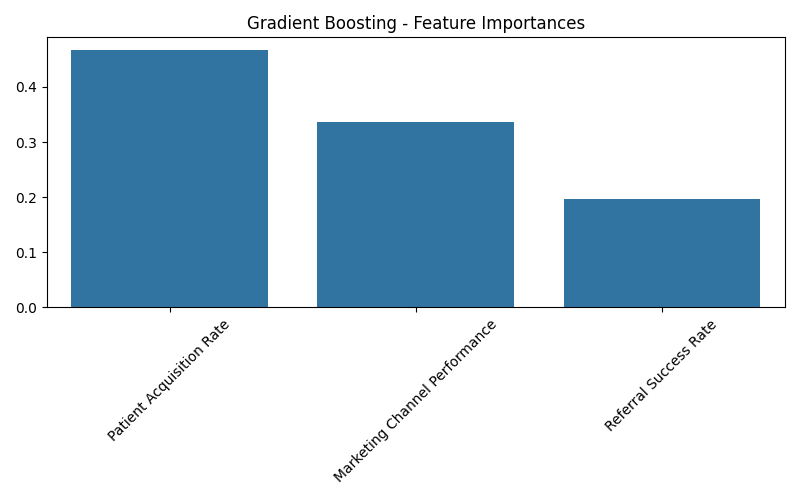 Gradient Boosting - Feature Importances
0.4
0.3
0.2
0.1
0.0
Patient Acquisition Rate
Marketing Channel Performance
Referral Success Rate